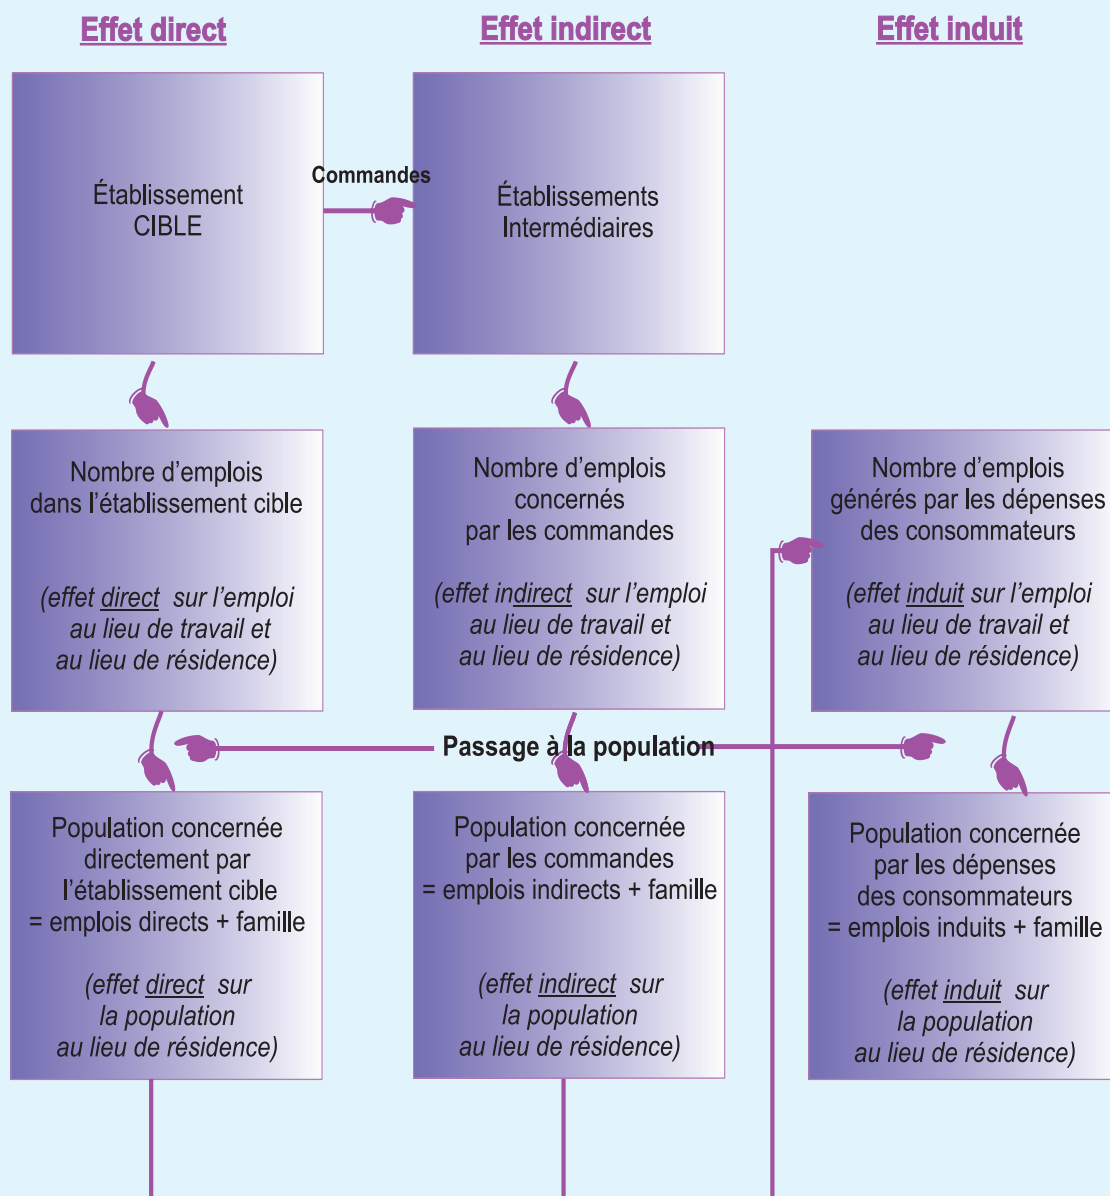 Effet direct
Effet indirect
Effet induit
Établissement
CIBLE
Commandes
Établissements
Intermédiaires
Nombre d’emplois
dans l’établissement cible
(effet direct sur l’emploi
au lieu de travail et
au lieu de résidence)
Nombre d’emplois
concernés
par les commandes
(effet indirect sur l’emploi
au lieu de travail et
au lieu de résidence)
Nombre d’emplois
générés par les dépenses
des consommateurs
(effet induit sur l’emploi
au lieu de travail et
au lieu de résidence)
Passage à la population
Population concernée
directement par
l’établissement cible
= emplois directs + famille
(effet direct sur
la population
au lieu de résidence)
Population concernée
par les commandes
= emplois indirects + famille
(effet indirect sur
la population
au lieu de résidence)
Population concernée
par les dépenses
des consommateurs
= emplois induits + famille
(effet induit sur
la population
au lieu de résidence)